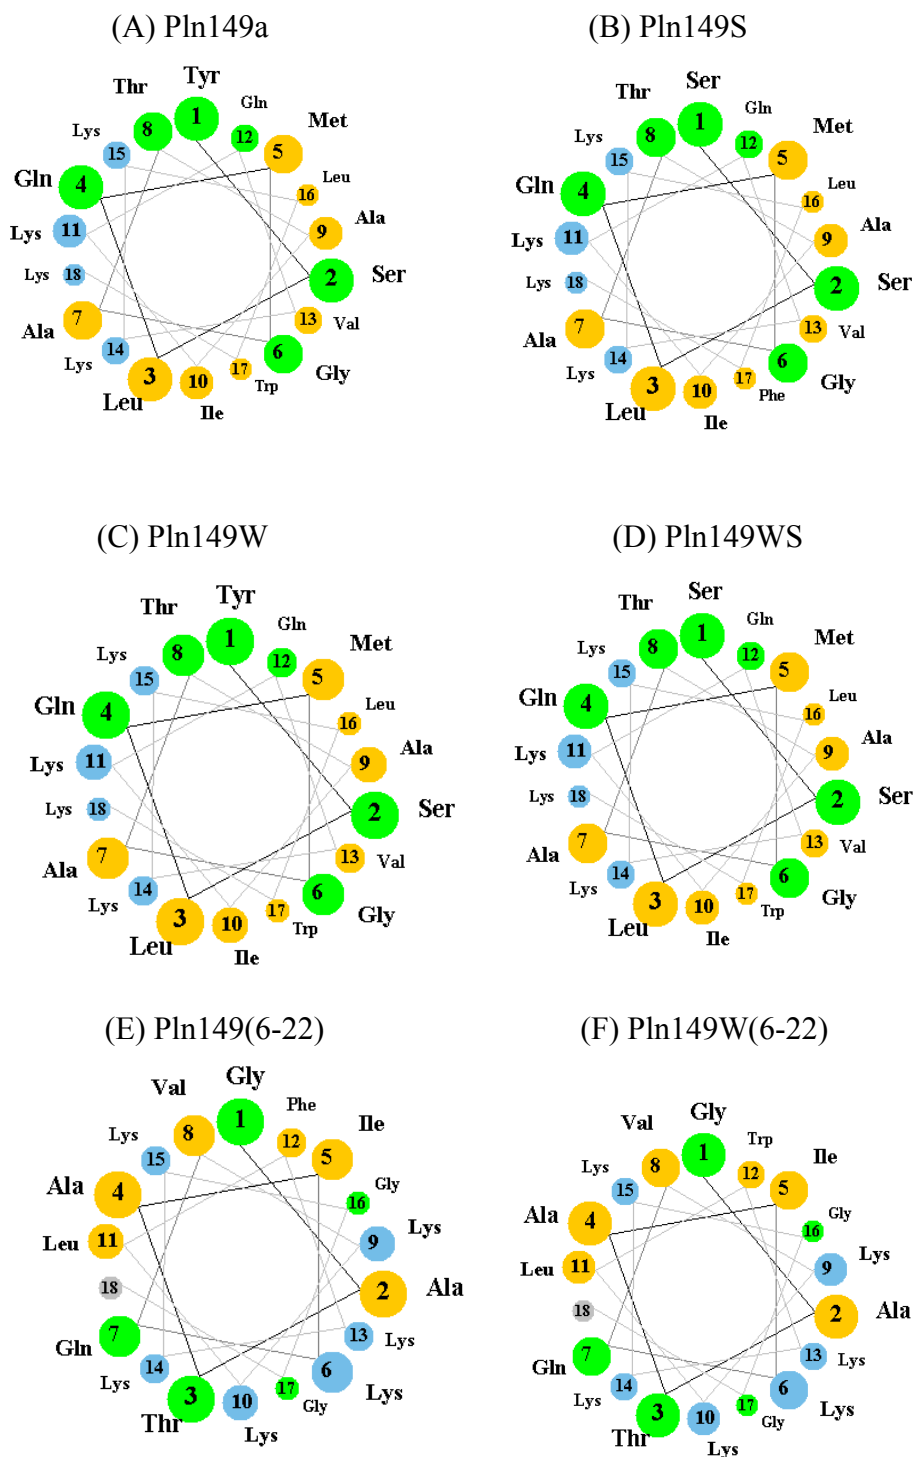 (A) Pln149a
(B) Pln149S
Tyr
Thr
Gln
Lys
Met
1
8
12
15
5
Gln
4
Leu
16
Lys
11
Ala
9
Lys
18
Ser
2
Ala
7
Val
13
Lys
14
Gly
6
Leu
3
Ile
10
Trp
17
Ser
Thr
Gln
Lys
Met
1
8
12
15
5
Gln
4
Leu
16
Lys
11
Ala
9
Lys
18
Ser
2
Ala
7
Val
13
Lys
14
Gly
6
Leu
3
Ile
10
Phe
17
(C) Pln149W
(D) Pln149WS
Tyr
Thr
Gln
Lys
Met
1
8
12
15
5
Gln
4
Leu
16
Lys
11
Ala
9
Lys
18
Ser
2
Ala
7
Val
13
Lys
14
Gly
6
Leu
3
Ile
10
Trp
17
Ser
Thr
Gln
Lys
Met
1
8
12
15
5
Gln
4
Leu
16
Lys
11
Ala
9
Lys
18
Ser
2
Ala
7
Val
13
Lys
14
Gly
6
Leu
3
Ile
10
Trp
17
(E) Pln149(6-22)
(F) Pln149W(6-22)
Gly
Val
Phe
Lys
Ile
1
8
12
15
5
Ala
4
Gly
16
Leu
11
Lys
9
18
Ala
2
Gln
7
Lys
13
Lys
14
Lys
6
Thr
3
Lys
10
Gly
17
Gly
Val
Trp
Lys
Ile
1
8
12
15
5
Ala
4
Gly
16
Leu
11
Lys
9
18
Ala
2
Gln
7
Lys
13
Lys
14
Lys
6
Thr
3
Lys
10
Gly
17